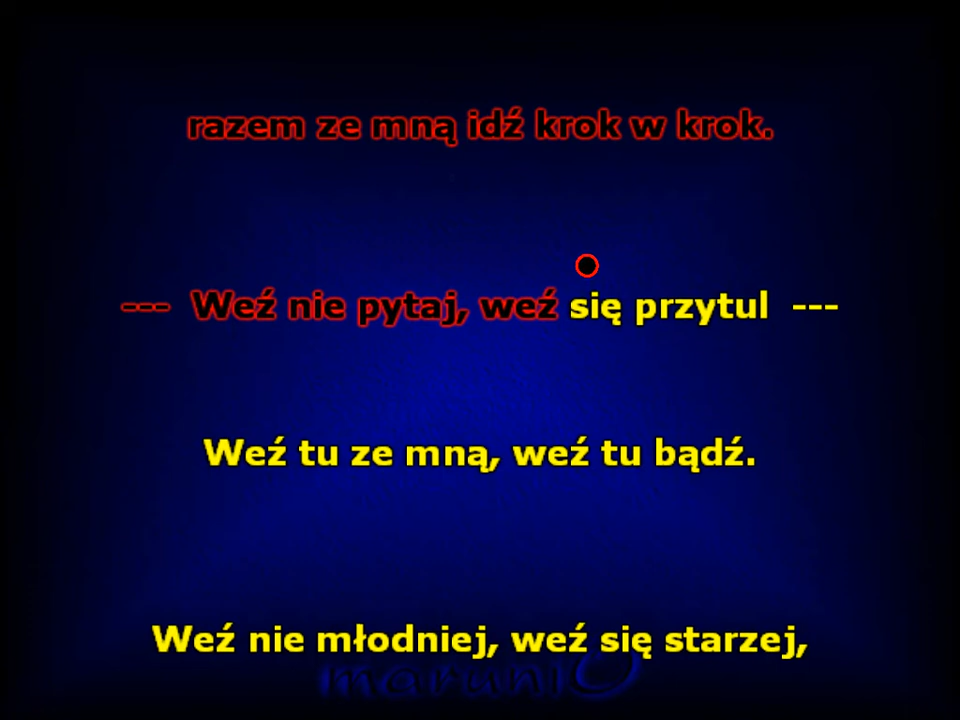 razem ze mną idź krok w krok.
--- Weź nie pytaj, weź się przytul ---
Weź tu ze mną, weź tu bądź.
Weź nie młodniej, weź się starzej,
maruniO